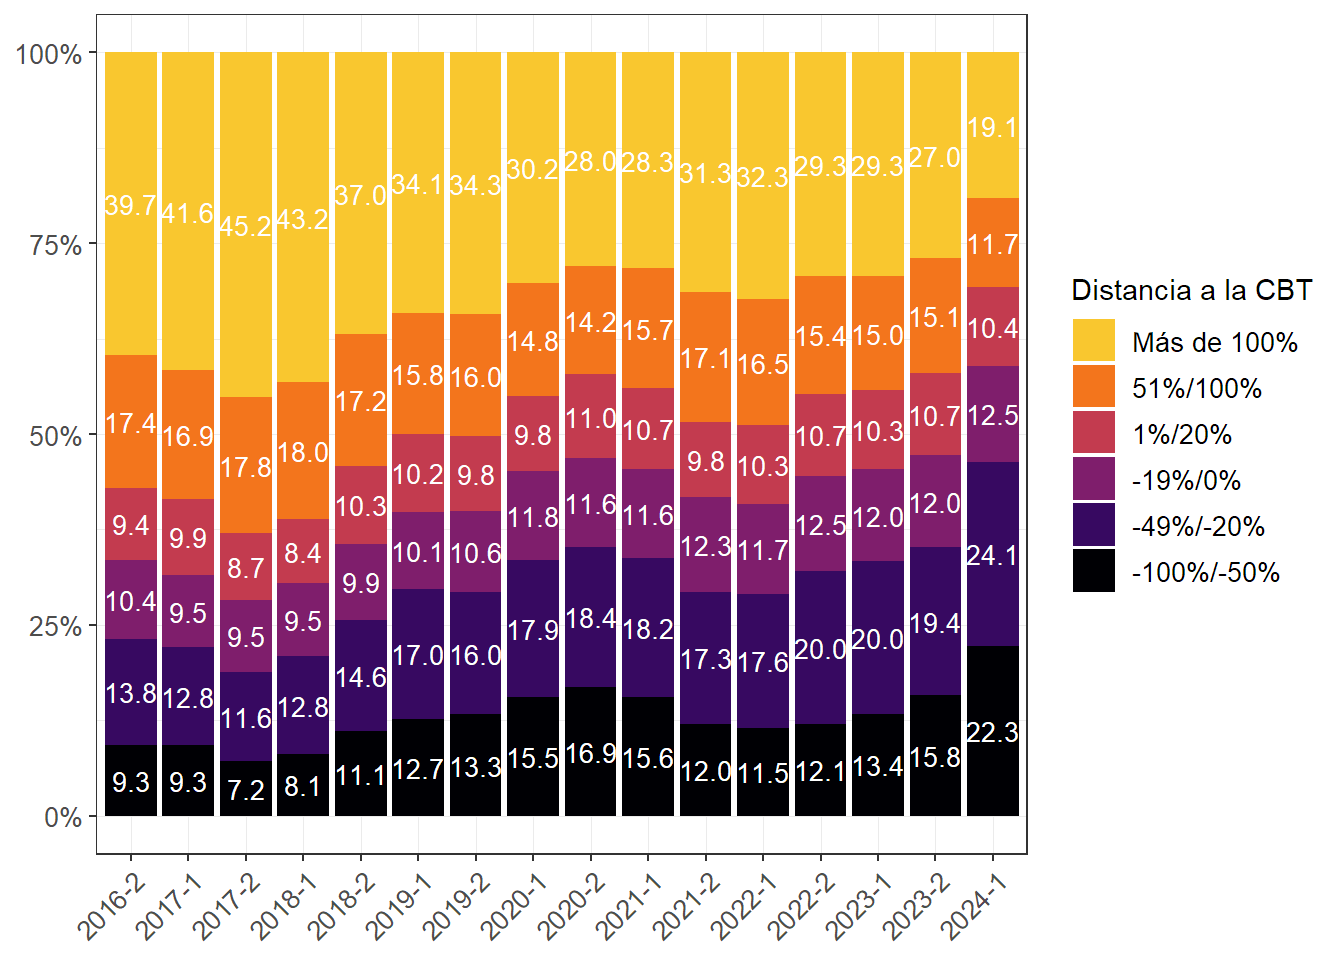 100%
75%
50%
25%
0%
39.7 41.6 45.2 43.2 37.0 34.1 34.3 30.2 28.0 28.3 31.3 32.3 29.3 29.3 27.0 19.1
17.4 16.9 17.8 18.0 17.2 15.8 16.0 14.8 14.2 15.7 17.1 16.5 15.4 15.0 15.1 11.7
9.4 9.9 8.7 8.4 10.3 10.2 9.8 9.8 11.0 10.7 9.8 10.3 10.7 10.3 10.7 10.4
10.4 9.5 9.5 9.5 9.9 10.1 10.6 11.8 11.6 11.6 12.3 11.7 12.5 12.0 12.0 12.5
13.8 12.8 11.6 12.8 14.6 17.0 16.0 17.9 18.4 18.2 17.3 17.6 20.0 20.0 19.4 24.1
9.3 9.3 7.2 8.1 11.1 12.7 13.3 15.5 16.9 15.6 12.0 11.5 12.1 13.4 15.8 22.3
2016-2 2017-1 2017-2 2018-1 2018-2 2019-1 2019-2 2020-1 2020-2 2021-1 2021-2 2022-1 2022-2 2023-1 2023-2 2024-1
Distancia a la CBT
Más de 100%
51%/100%
1%/20%
-19%/0%
-49%/-20%
-100%/-50%